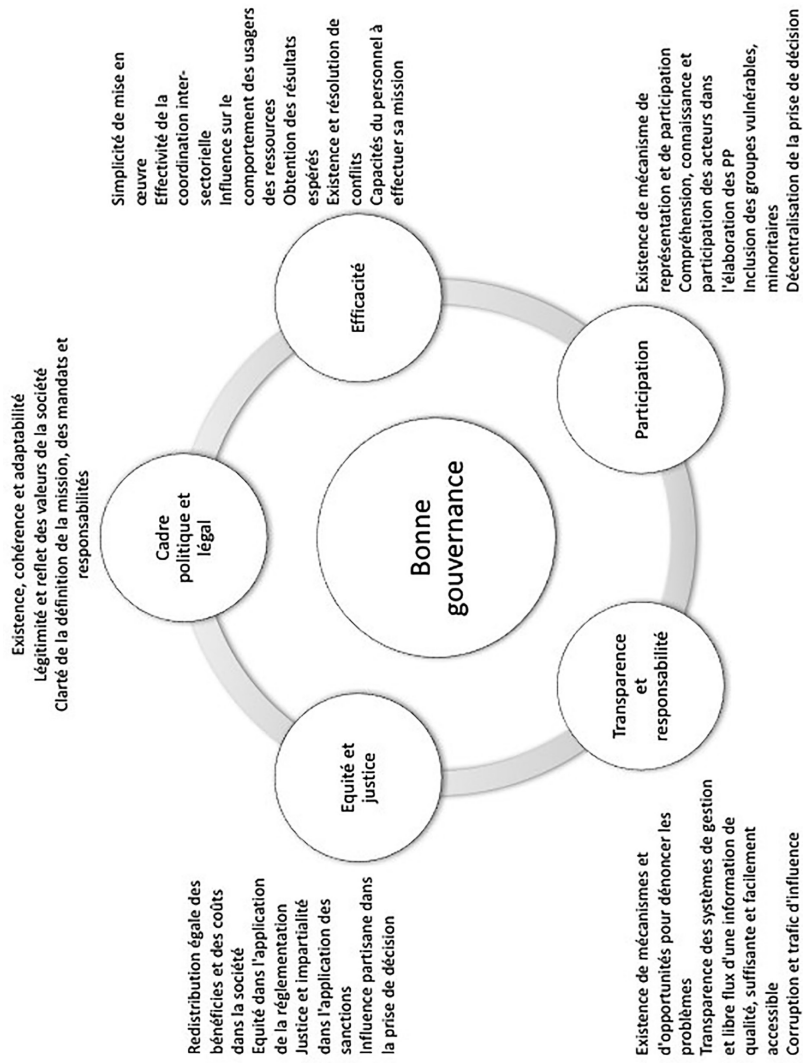 Existence, cohérence et adaptabilité
Légitimité et reflet des valeurs de la société
Clarté de la définition de la mission, des mandats et
responsabilités
Cadre
politique et
légal
Simplicité de mise en
œuvre
Effectivité de la
coordination inter-
sectorielle
Influence sur le
comportement des usagers
des ressources
Obtention des résultats
espérés
Existence et résolution de
conflits
Capacités du personnel à
effectuer sa mission
Efficacité
Existence de mécanisme de
représentation et de participation
Compréhension, connaissance et
participation des acteurs dans
l'élaboration des PP
Inclusion des groupes vulnérables,
minoritaires
Décentralisation de la prise de décision
Participation
Bonne
gouvernance
Transparence
et
responsabilité
Existence de mécanismes et
d'opportunités pour dénoncer les
problèmes
Transparence des systèmes de gestion
et libre flux d'une information de
qualité, suffisante et facilement
accessible
Corruption et trafic d'influence
Equité et
justice
Redistribution égale des
bénéficies et des coûts
dans la société
Equité dans l'application
de la réglementation
Justice et impartialité
dans l'application des
sanctions
Influence partisane dans
la prise de décision